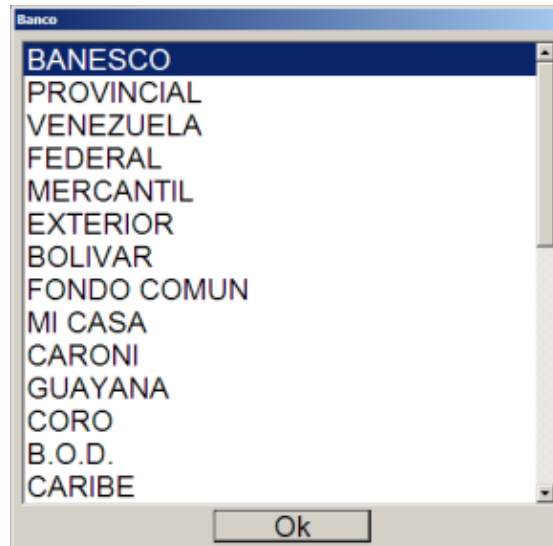 Banco
BANESCO
PROVINCIAL
VENEZUELA
FEDERAL
MERCANTIL
EXTERIOR
BOLIVAR
FONDO COMUN
MI CASA
CARONI
GUAYANA
CORO
B.O.D.
CARIBE
Ok